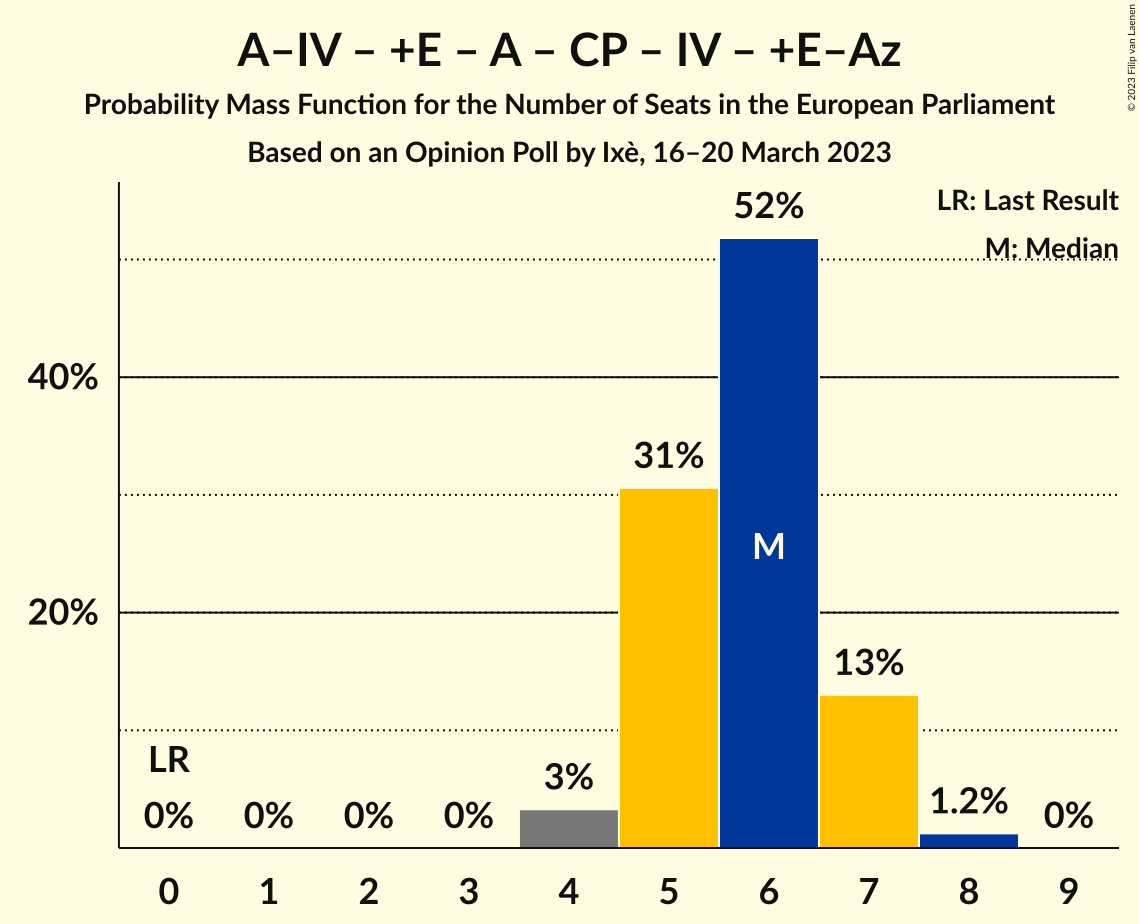 A–IV – +E – A – CP – IV – +E–Az
Probability Mass Function for the Number of Seats in the European Parliament
Based on an Opinion Poll by Ixè, 16–20 March 2023
© 2023 Filip van Laenen
LR: Last Result
M: Median
52%
40%
31%
M
20%
13%
LR
3%
1.2%
0% 0% 0% 0% 0%
0 1 2 3 4 5 6 7 8 9